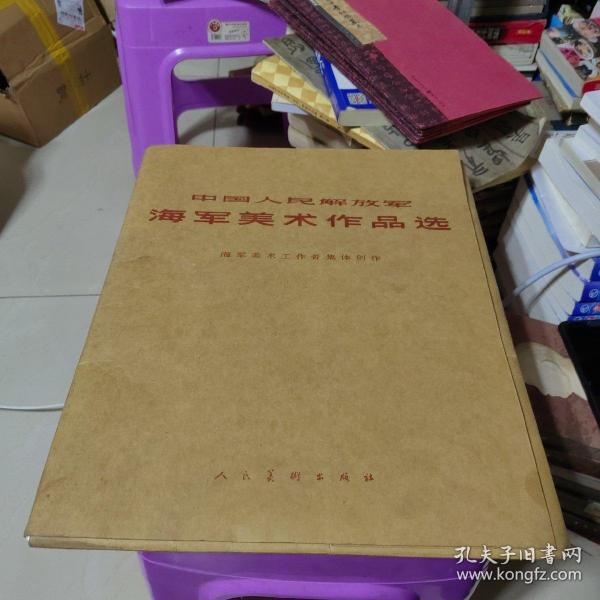 中国人民解放军
海军美术作品选
海军美术工作者集体创作
人民美術出版社
孔夫子旧书网
www.kongfz.com